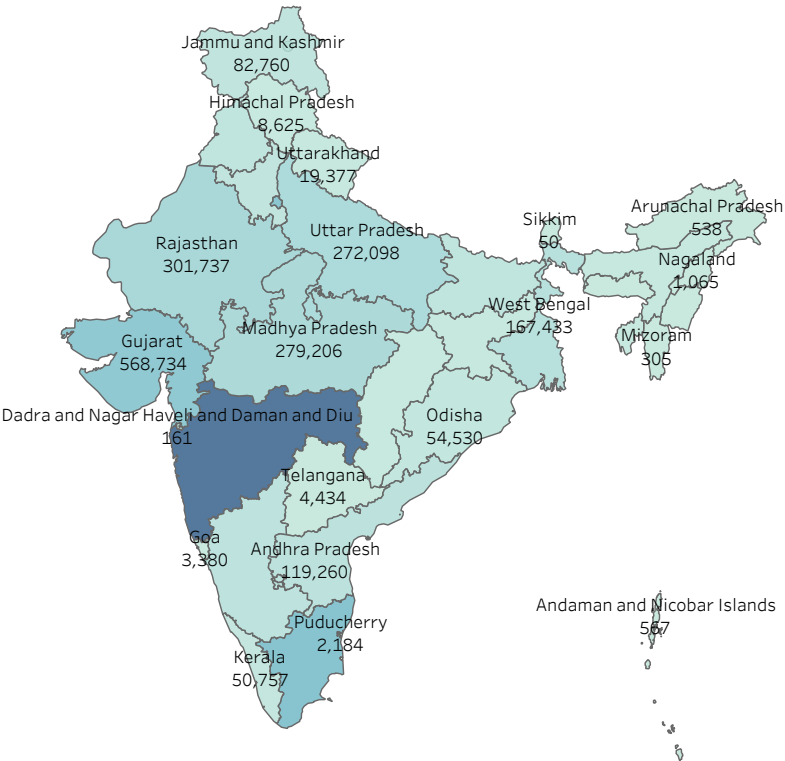 Jammu and Kashmir
82,760
Himachal Pradesh
8,625
Uttarakhand
19,377
Sikkim
50
Arunachal Pradesh
538
Rajasthan
301,737
Uttar Pradesh
272,098
Nagaland
1,065
West Bengal
167,433
Madhya Pradesh
279,206
Gujarat
568,734
Mizoram
305
Dadra and Nagar Haveli and Daman and Diu
161
Odisha
54,530
Telangana
4,434
Goa
3,380
Andhra Pradesh
119,260
Andaman and Nicobar Islands
567
Puducherry
2,184
Kerala
50,757